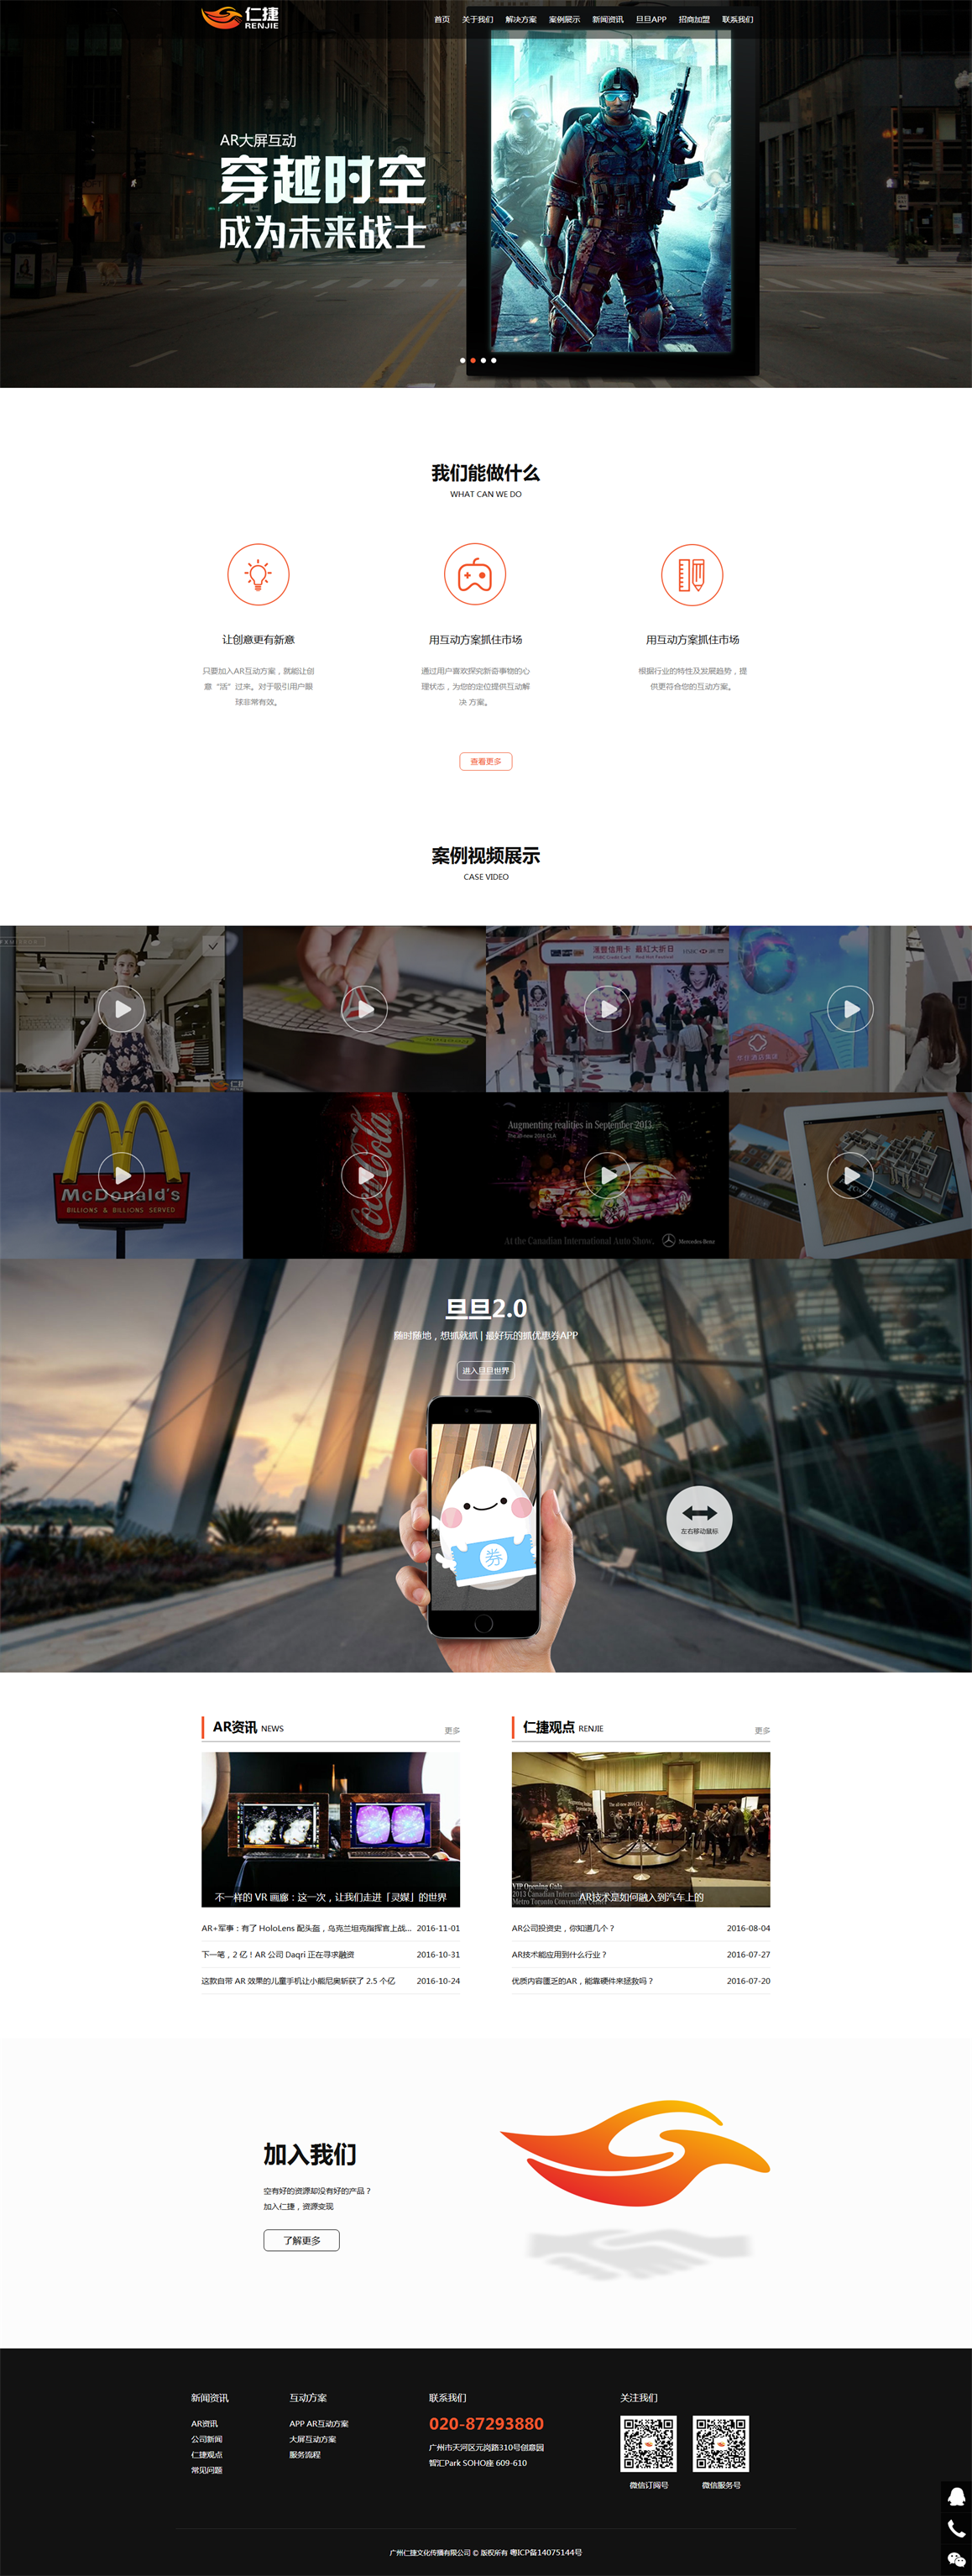 仁捷
RENJIE
首页 关于我们 解决方案 案例展示 新闻资讯 旦旦APP 招商加盟 联系我们
AR大屏互动
穿越时空
成为未来战士
我们能做什么
WHAT CAN WE DO
让创意更有新意
只要加入AR互动方案，就能让创
意“活”过来。对于吸引用户眼
球非常有效。
用互动方案抓住市场
通过用户喜欢探究新奇事物的心
理状态，为您的定位提供互动解
决 方案。
用互动方案抓住市场
根据行业的特性及发展趋势，提
供更符合您的互动方案。
查看更多
案例视频展示
CASE VIDEO
McDonald's
BILLIONS & BILLIONS SERVED
Coca-Cola
Augmenting realities in September 2013.
The all-new 2014 CLA
At the Canadian International Auto Show.
Mercedes-Benz
旦旦2.0
随时随地，想抓就抓 | 最好玩的抓优惠券APP
进入旦旦世界
券
左右移动鼠标
AR资讯 NEWS 更多
不一样的 VR 画廊：这一次，让我们走进「灵媒」的世界
AR+军事：有了 HoloLens 配头盔，乌克兰坦克指挥官上战... 2016-11-01
下一笔，2 亿！AR 公司 Daqri 正在寻求融资 2016-10-31
这款自带 AR 效果的儿童手机让小能尼奥斩获了 2.5 个亿 2016-10-24
仁捷观点 RENJIE 更多
VIP Opening Gala
AR技术是如何融入到汽车上的
AR公司投资史，你知道几个？ 2016-08-04
AR技术能应用到什么行业？ 2016-07-27
优质内容匮乏的AR，能靠硬件来拯救吗？ 2016-07-20
加入我们
空有好的资源却没有好的产品？
加入仁捷，资源变现
了解更多
新闻资讯
AR资讯
公司新闻
仁捷观点
常见问题
互动方案
APP AR互动方案
大屏互动方案
服务流程
联系我们
020-87293880
广州市天河区元岗路310号创意园
智汇Park SOHO座 609-610
关注我们
微信订阅号 微信服务号
广州仁捷文化传播有限公司 © 版权所有 粤ICP备14075144号